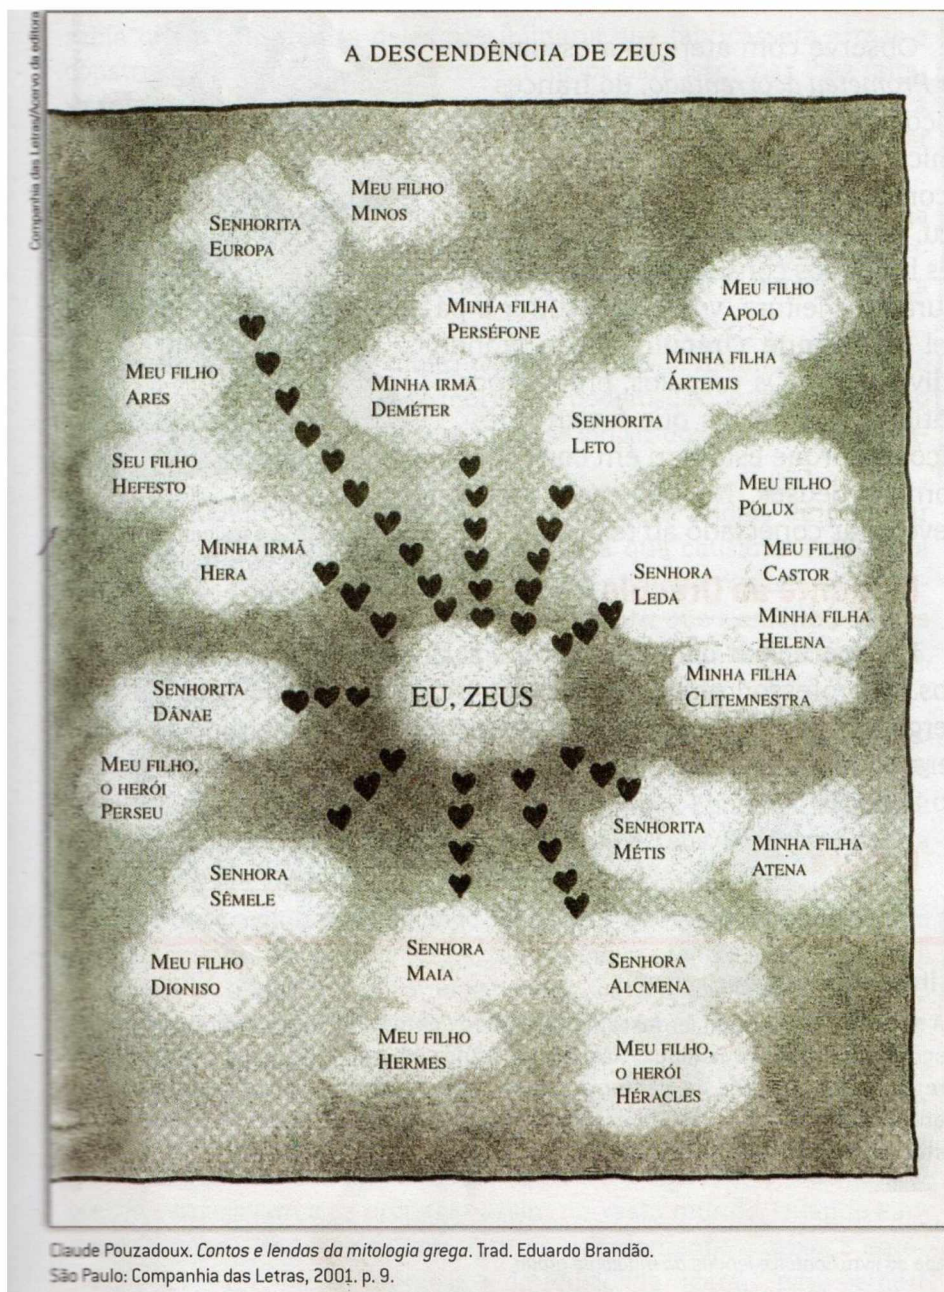 A DESCENDÊNCIA DE ZEUS
Companhia das Letras/Acervo da editora
SENHORITA
EUROPA
MEU FILHO
MINOS
MINHA FILHA
PERSÉFONE
MINHA IRMÃ
DEMÉTER
MEU FILHO
APOLO
MINHA FILHA
ÁRTEMIS
SENHORITA
LETO
MEU FILHO
ARES
SEU FILHO
HEFESTO
MINHA IRMÃ
HERA
MEU FILHO
PÓLUX
MEU FILHO
CASTOR
SENHORA
LEDA
MINHA FILHA
HELENA
MINHA FILHA
CLITEMNESTRA
EU, ZEUS
SENHORITA
DÂNAE
MEU FILHO,
O HERÓI
PERSEU
SENHORITA
MÉTIS
MINHA FILHA
ATENA
SENHORA
SÊMELE
MEU FILHO
DIONISO
SENHORA
MAIA
MEU FILHO
HERMES
SENHORA
ALCMENA
MEU FILHO,
O HERÓI
HÉRACLES
Claude Pouzadoux. Contos e lendas da mitologia grega. Trad. Eduardo Brandão.
São Paulo: Companhia das Letras, 2001. p. 9.